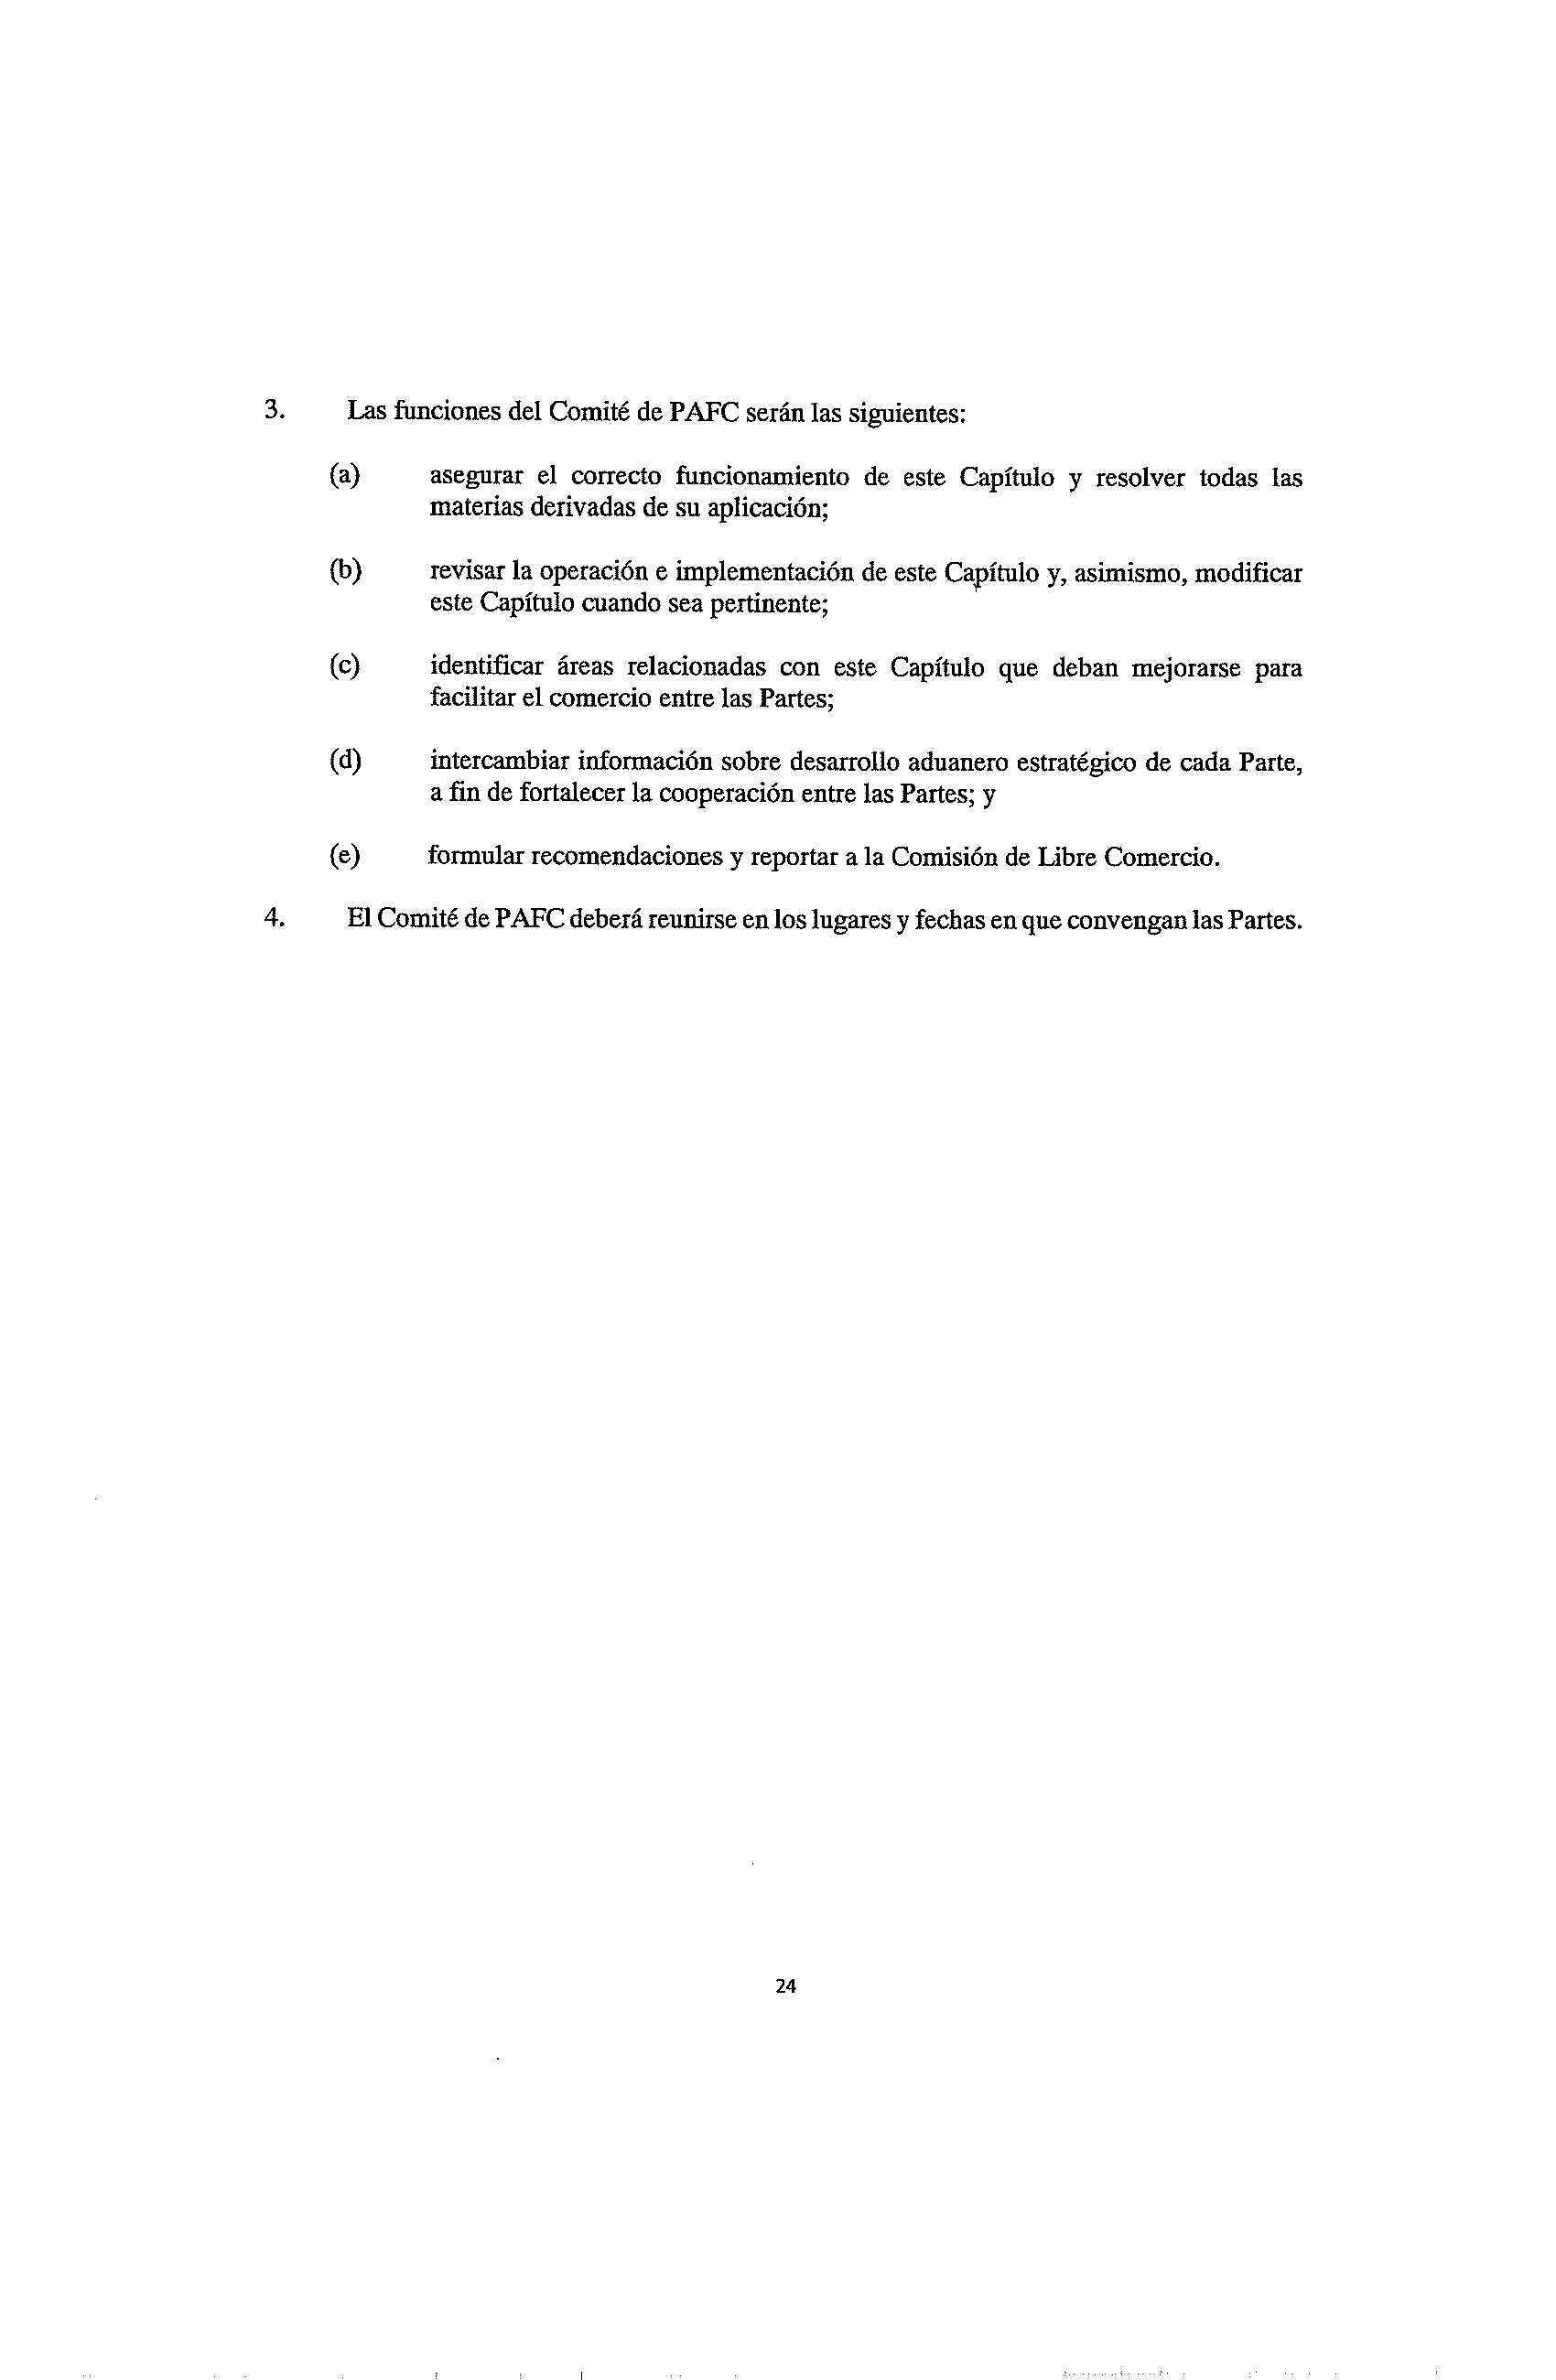 3. Las funciones del Comité de PAFC serán las siguientes:
(a) asegurar el correcto funcionamiento de este Capítulo y resolver todas las
materias derivadas de su aplicación;
(b) revisar la operación e implementación de este Capítulo y, asimismo, modificar
este Capítulo cuando sea pertinente;
(c) identificar áreas relacionadas con este Capítulo que deban mejorarse para
facilitar el comercio entre las Partes;
(d) intercambiar información sobre desarrollo aduanero estratégico de cada Parte,
a fin de fortalecer la cooperación entre las Partes; y
(e) formular recomendaciones y reportar a la Comisión de Libre Comercio.
4. El Comité de PAFC deberá reunirse en los lugares y fechas en que convengan las Partes.
24